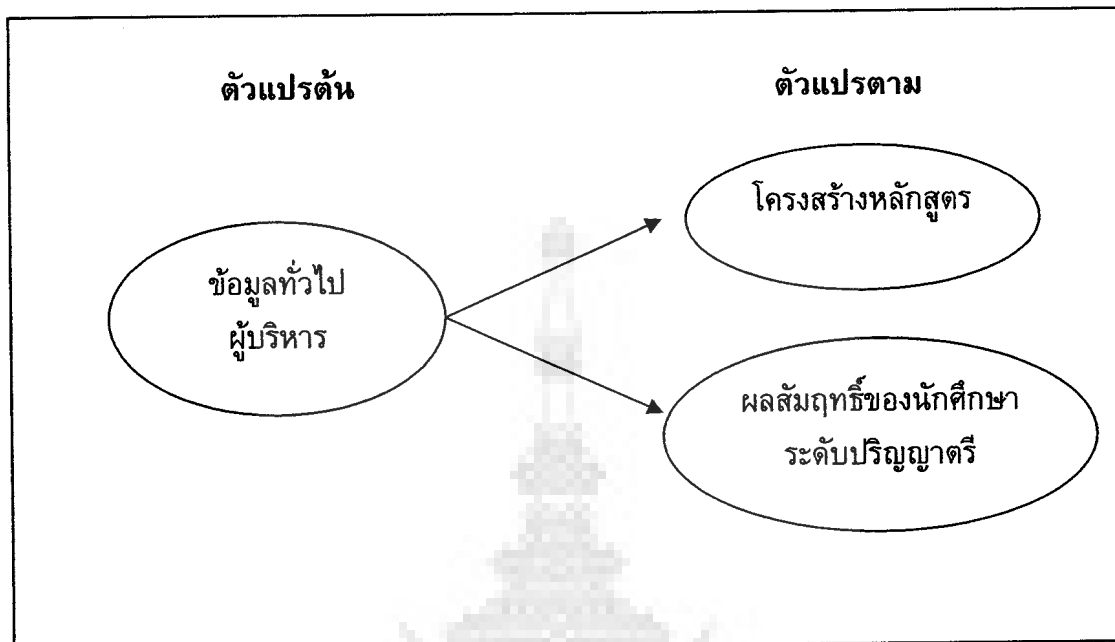 ตัวแปรต้น
ตัวแปรตาม
ข้อมูลทั่วไป
ผู้บริหาร
โครงสร้างหลักสูตร
ผลสัมฤทธิ์ของนักศึกษา
ระดับปริญญาตรี